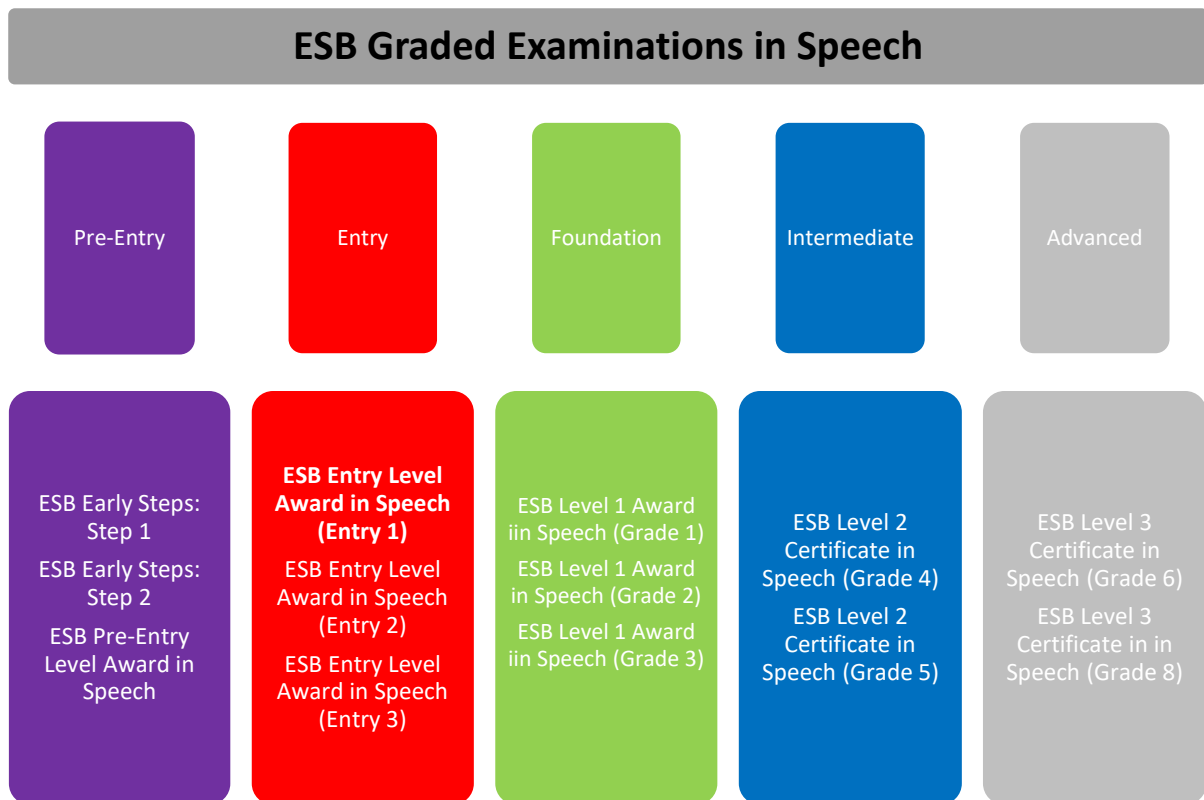 ESB Graded Examinations in Speech
Pre-Entry
Entry
Foundation
Intermediate
Advanced
ESB Early Steps:
Step 1
ESB Early Steps:
Step 2
ESB Pre-Entry
Level Award in
Speech
ESB Entry Level
Award in Speech
(Entry 1)
ESB Entry Level
Award in Speech
(Entry 2)
ESB Entry Level
Award in Speech
(Entry 3)
ESB Level 1 Award
iin Speech (Grade 1)
ESB Level 1 Award
in Speech (Grade 2)
ESB Level 1 Award
iin Speech (Grade 3)
ESB Level 2
Certificate in
Speech (Grade 4)
ESB Level 2
Certificate in
Speech (Grade 5)
ESB Level 3
Certificate in
Speech (Grade 6)
ESB Level 3
Certificate in in
Speech (Grade 8)